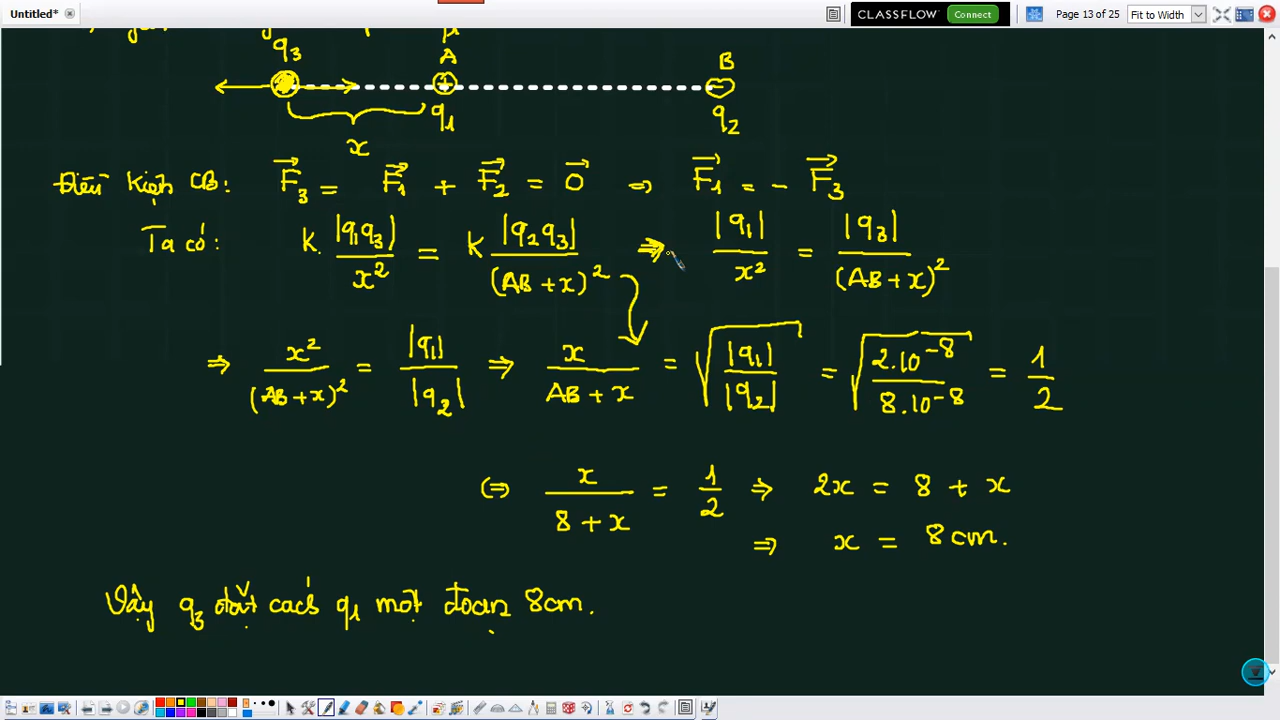 Untitled*
CLASSFLOW Connect
Page 13 of 25
Fit to Width
q₃ A B
x q₁ q₂
Điều Kiện CB: F⃗₃ = F⃗₁ + F⃗₂ = 0⃗ ⇒ F⃗₁ = - F⃗₃
Ta có: K. |q₁q₃| / x² = K |q₂q₃| / (AB + x)² ⇒ |q₁| / x² = |q₃| / (AB + x)²
⇒ x² / (AB + x)² = |q₁| / |q₂| ⇒ x / AB + x = √(|q₁| / |q₂|) = √(2.10⁻⁸ / 8.10⁻⁸) = 1 / 2
⇔ x / 8 + x = 1 / 2 ⇒ 2x = 8 + x
⇒ x = 8cm.
Vậy q₃ đặt cách q₁ một đoạn 8cm.